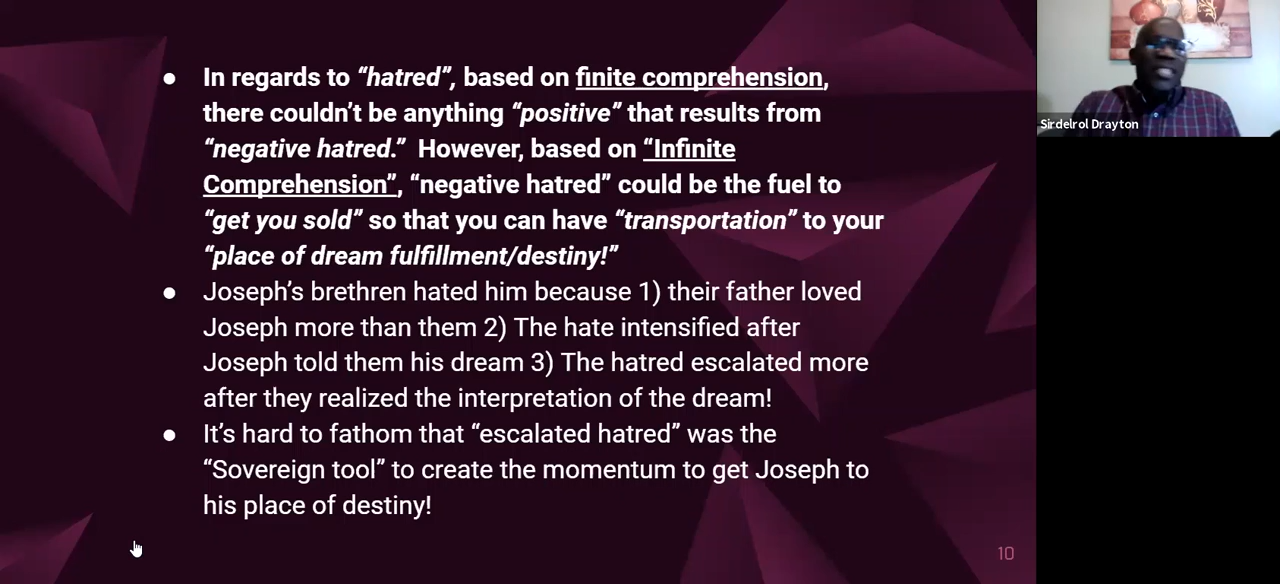 ● In regards to “hatred”, based on finite comprehension,
there couldn’t be anything “positive” that results from
“negative hatred.” However, based on “Infinite
Comprehension”, “negative hatred” could be the fuel to
“get you sold” so that you can have “transportation” to your
“place of dream fulfillment/destiny!”
● Joseph’s brethren hated him because 1) their father loved
Joseph more than them 2) The hate intensified after
Joseph told them his dream 3) The hatred escalated more
after they realized the interpretation of the dream!
● It’s hard to fathom that “escalated hatred” was the
“Sovereign tool” to create the momentum to get Joseph to
his place of destiny!
10
Sirdelrol Drayton